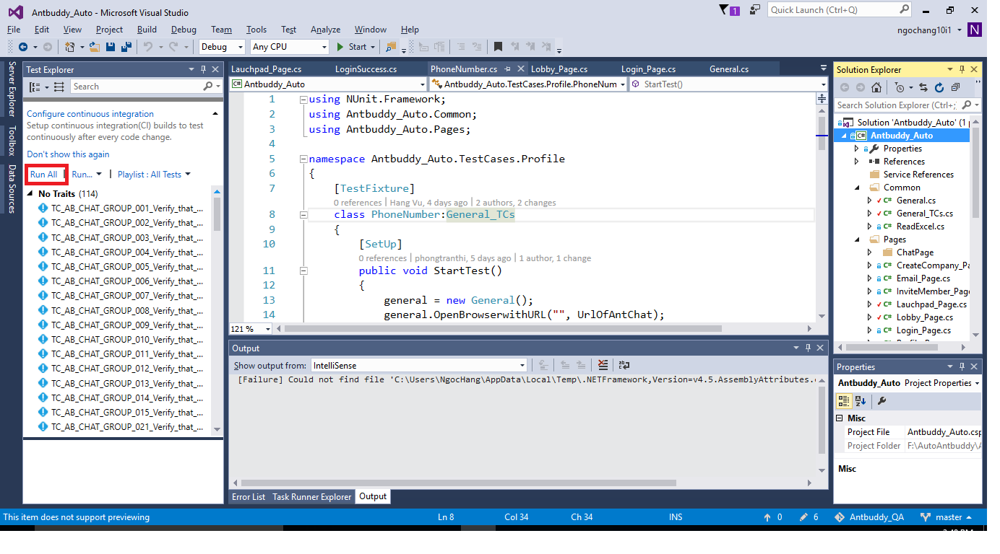 Antbuddy_Auto - Microsoft Visual Studio
1
Quick Launch (Ctrl+Q)
File Edit View Project Build Debug Team Tools Test Analyze Window Help
ngochang10i1 N
Debug Any CPU Start
Server Explorer
Toolbox
Data Sources
Test Explorer
Search
Configure continuous integration
Setup continuous integration(CI) builds to test
continuously after every code change.
Don't show this again
Run All | Run... | Playlist : All Tests
No Traits (114)
TC_AB_CHAT_GROUP_001_Verify_that_...
TC_AB_CHAT_GROUP_002_Verify_that_...
TC_AB_CHAT_GROUP_003_Verify_that_...
TC_AB_CHAT_GROUP_004_Verify_that_...
TC_AB_CHAT_GROUP_005_Verify_that_...
TC_AB_CHAT_GROUP_006_Verify_that_...
TC_AB_CHAT_GROUP_007_Verify_that_...
TC_AB_CHAT_GROUP_008_Verify_that_...
TC_AB_CHAT_GROUP_009_Verify_that_...
TC_AB_CHAT_GROUP_010_Verify_that_...
TC_AB_CHAT_GROUP_011_Verify_that_...
TC_AB_CHAT_GROUP_012_Verify_that_...
TC_AB_CHAT_GROUP_013_Verify_that_...
TC_AB_CHAT_GROUP_014_Verify_that_...
TC_AB_CHAT_GROUP_015_Verify_that_...
TC_AB_CHAT_GROUP_021_Verify_that_...
Lauchpad_Page.cs LoginSuccess.cs PhoneNumber.cs Lobby_Page.cs Login_Page.cs General.cs
C# Antbuddy_Auto Antbuddy_Auto.TestCases.Profile.PhoneNum StartTest()
1 using NUnit.Framework;
2 using Antbuddy_Auto.Common;
3 using Antbuddy_Auto.Pages;
4
5 namespace Antbuddy_Auto.TestCases.Profile
6 {
7 [TestFixture]
0 references | Hang Vu, 4 days ago | 2 authors, 2 changes
8 class PhoneNumber:General_TCs
9 {
10 [SetUp]
0 references | phongtranthi, 5 days ago | 1 author, 1 change
11 public void StartTest()
12 {
13 general = new General();
14 general.OpenBrowserwithURL("", UrlOfAntChat);
121 %
Output
Show output from: IntelliSense
[Failure] Could not find file 'C:\Users\NgocHang\AppData\Local\Temp\.NETFramework,Version=v4.5.AssemblyAttributes.
Error List Task Runner Explorer Output
Solution Explorer
Search Solution Explorer (Ctrl+;)
Solution 'Antbuddy_Auto' (1
C# Antbuddy_Auto
Properties
References
Service References
Common
C# General.cs
C# General_TCs.cs
C# ReadExcel.cs
Pages
ChatPage
C# CreateCompany_Pa
C# Email_Page.cs
C# InviteMember_Page
C# Lauchpad_Page.cs
C# Lobby_Page.cs
C# Login_Page.cs
Properties
Antbuddy_Auto Project Properties
Misc
Project File Antbuddy_Auto.csp
Project Folder F:\AutoAntbuddy\A
Misc
This item does not support previewing Ln 8 Col 34 Ch 34 INS 0 6 Antbuddy_QA master